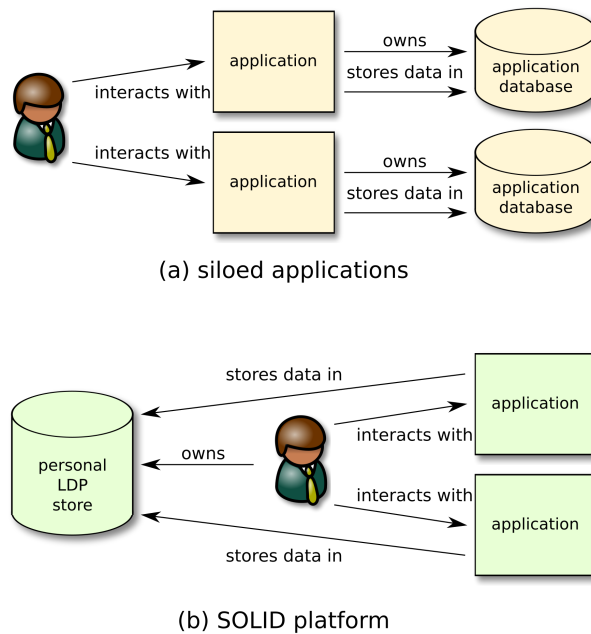 owns
application
stores data in
application
database
interacts with
interacts with
application
owns
stores data in
application
database
(a) siloed applications
stores data in
application
interacts with
personal
LDP
store
owns
interacts with
application
stores data in
(b) SOLID platform